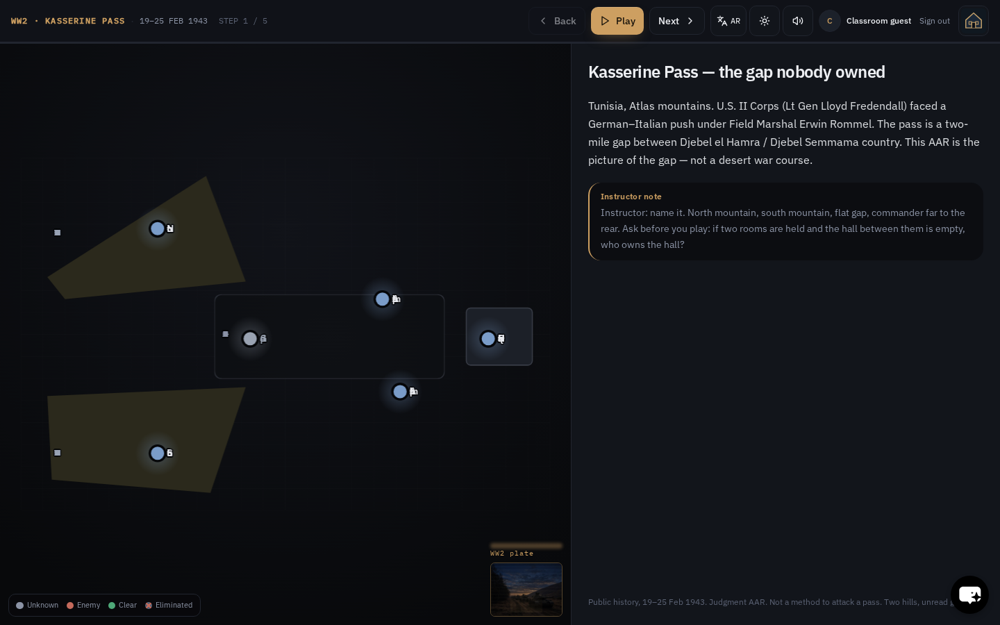 WW2 · KASSERINE PASS · 19–25 FEB 1943 STEP 1 / 5
Back
Play
Next
AR
C
Classroom guest
Sign out
Kasserine Pass — the gap nobody owned
Tunisia, Atlas mountains. U.S. II Corps (Lt Gen Lloyd Fredendall) faced a
German–Italian push under Field Marshal Erwin Rommel. The pass is a two-
mile gap between Djebel el Hamra / Djebel Semmama country. This AAR is the
picture of the gap — not a desert war course.
Instructor note
Instructor: name it. North mountain, south mountain, flat gap, commander far to the
rear. Ask before you play: if two rooms are held and the hall between them is empty,
who owns the hall?
WW2 plate
Unknown
Enemy
Clear
Eliminated
Public history, 19–25 Feb 1943. Judgment AAR. Not a method to attack a pass. Two hills, unread